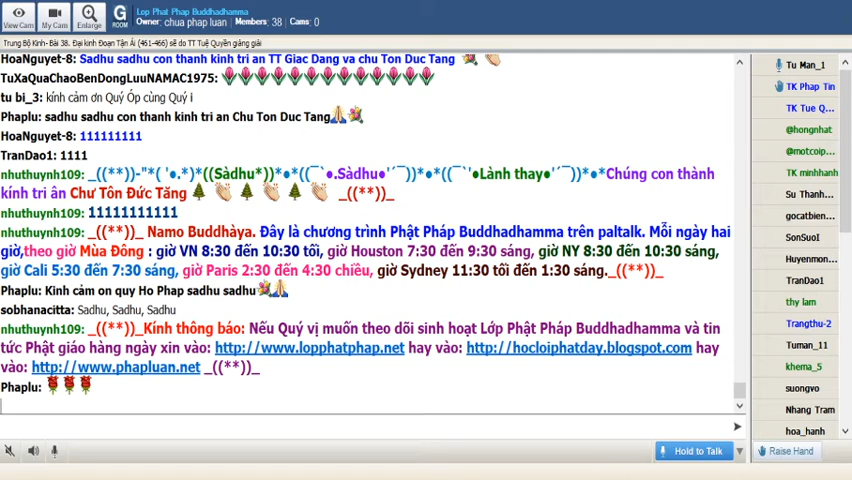 View Cam
My Cam
Enlarge
G
ROOM
Lop Phat Phap Buddhadhamma
Owner: chua phap luan Members: 38 Cams: 0
Trung Bộ Kinh- Bài 38. Đại kinh Đoạn Tận Ái (461-466) sẽ do TT Tuệ Quyền giảng giải
HoaNguyet-8: Sadhu sadhu con thanh kinh tri an TT Giac Dang va chu Ton Duc Tang
TuXaQuaChaoBenDongLuuNAMAC1975:
tu bi_3: kính cảm ơn Quý Óp cùng Quý i
Phaplu: sadhu sadhu con thanh kinh tri an Chu Ton Duc Tang
HoaNguyet-8: 111111111
TranDao1: 1111
nhuthuynh109: _((**))-"*( '●.*)*((Sàdhu*))*●*((¯`●.Sàdhu●'´¯))*●*((¯`'●Lành thay●'´¯))*●*Chúng con thành
kính tri ân Chư Tôn Đức Tăng _((**))_
nhuthuynh109: 11111111111
nhuthuynh109: _((**))_ Namo Buddhàya. Đây là chương trình Phật Pháp Buddhadhamma trên paltalk. Mỗi ngày hai
giờ,theo giờ Mùa Đông : giờ VN 8:30 đến 10:30 tối, giờ Houston 7:30 đến 9:30 sáng, giờ NY 8:30 đến 10:30 sáng,
giờ Cali 5:30 đến 7:30 sáng, giờ Paris 2:30 đến 4:30 chiều, giờ Sydney 11:30 tối đến 1:30 sáng._((**))_
Phaplu: Kinh cảm on quy Ho Phap sadhu sadhu
sobhanacitta: Sadhu, Sadhu, Sadhu
nhuthuynh109: _((**))_Kính thông báo: Nếu Quý vị muốn theo dõi sinh hoạt Lớp Phật Pháp Buddhadhamma và tin
tức Phật giáo hàng ngày xin vào: http://www.lopphatphap.net hay vào: http://hocloiphatday.blogspot.com hay
vào: http://www.phapluan.net _((**))_
Phaplu:
Tu Man_1
TK Phap Tin
TK Tue Q...
@hongnhat
@motcoip...
TK minhhanh
Su Thanh...
gocatbien...
SonSuoI
Huyenmon...
TranDao1
thy lam
Trangthu-2
Tuman_11
khema_5
suongvo
Nhang Tram
hoa_hanh
Hold to Talk
Raise Hand